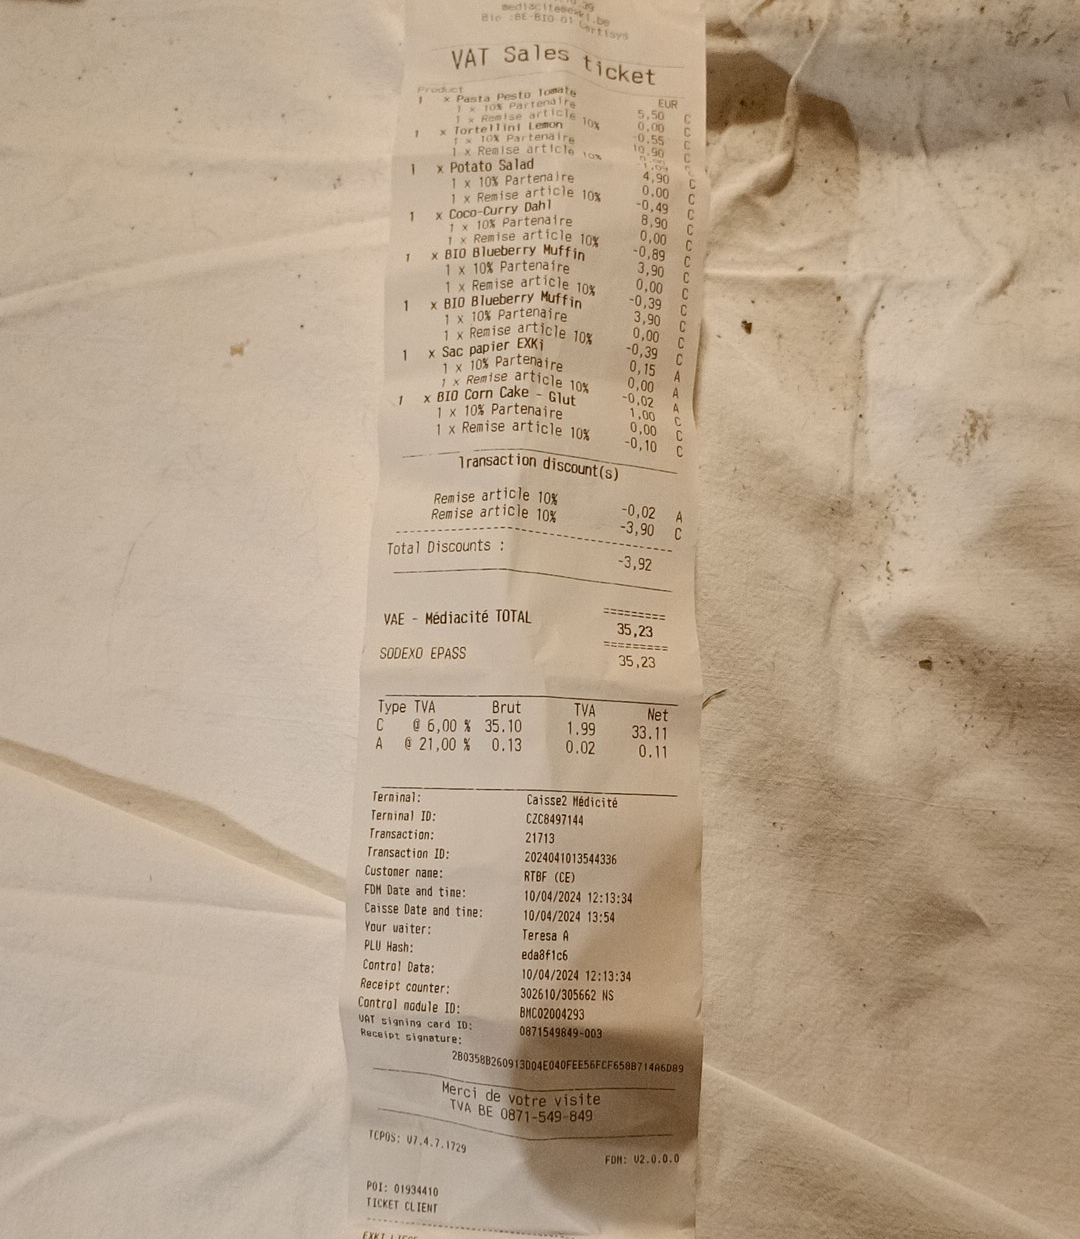 mediacite@exki.be
Bio :BE-BIO-01 Certisys
VAT Sales ticket
Product EUR
1 x Pasta Pesto Tomate 5,50 C
1 x 10% Partenaire 0,00 C
1 x Remise article 10% -0,55 C
1 x Tortellini Lemon 10,90 C
1 x 10% Partenaire
1 x Remise article 10%
1 x Potato Salad 4,90 C
1 x 10% Partenaire 0,00 C
1 x Remise article 10% -0,49 C
1 x Coco-Curry Dahl 8,90 C
1 x 10% Partenaire 0,00 C
1 x Remise article 10% -0,89 C
1 x BIO Blueberry Muffin 3,90 C
1 x 10% Partenaire 0,00 C
1 x Remise article 10% -0,39 C
1 x BIO Blueberry Muffin 3,90 C
1 x 10% Partenaire 0,00 C
1 x Remise article 10% -0,39 C
1 x Sac papier EXKi 0,15 A
1 x 10% Partenaire 0,00 A
1 x Remise article 10% -0,02 A
1 x BIO Corn Cake - Glut 1,00 C
1 x 10% Partenaire 0,00 C
1 x Remise article 10% -0,10 C
Transaction discount(s)
Remise article 10% -0,02 A
Remise article 10% -3,90 C
Total Discounts : -3,92
=========
VAE - Médiacité TOTAL 35,23
=========
SODEXO EPASS 35,23
Type TVA Brut TVA Net
C @ 6,00 % 35.10 1.99 33.11
A @ 21,00 % 0.13 0.02 0.11
Terminal: Caisse2 Médicité
Terminal ID: CZC8497144
Transaction: 21713
Transaction ID: 2024041013544336
Customer name: RTBF (CE)
FDM Date and time: 10/04/2024 12:13:34
Caisse Date and time: 10/04/2024 13:54
Your waiter: Teresa A
PLU Hash: eda8f1c6
Control Data: 10/04/2024 12:13:34
Receipt counter: 302610/305662 NS
Control module ID: BMC02004293
VAT signing card ID: 0871549849-003
Receipt signature:
2B0358B260913D04E040FEE56FCF658B714A6D89
Merci de votre visite
TVA BE 0871-549-849
TCPOS: V7.4.7.1729
FDM: V2.0.0.0
POI: 01934410
TICKET CLIENT